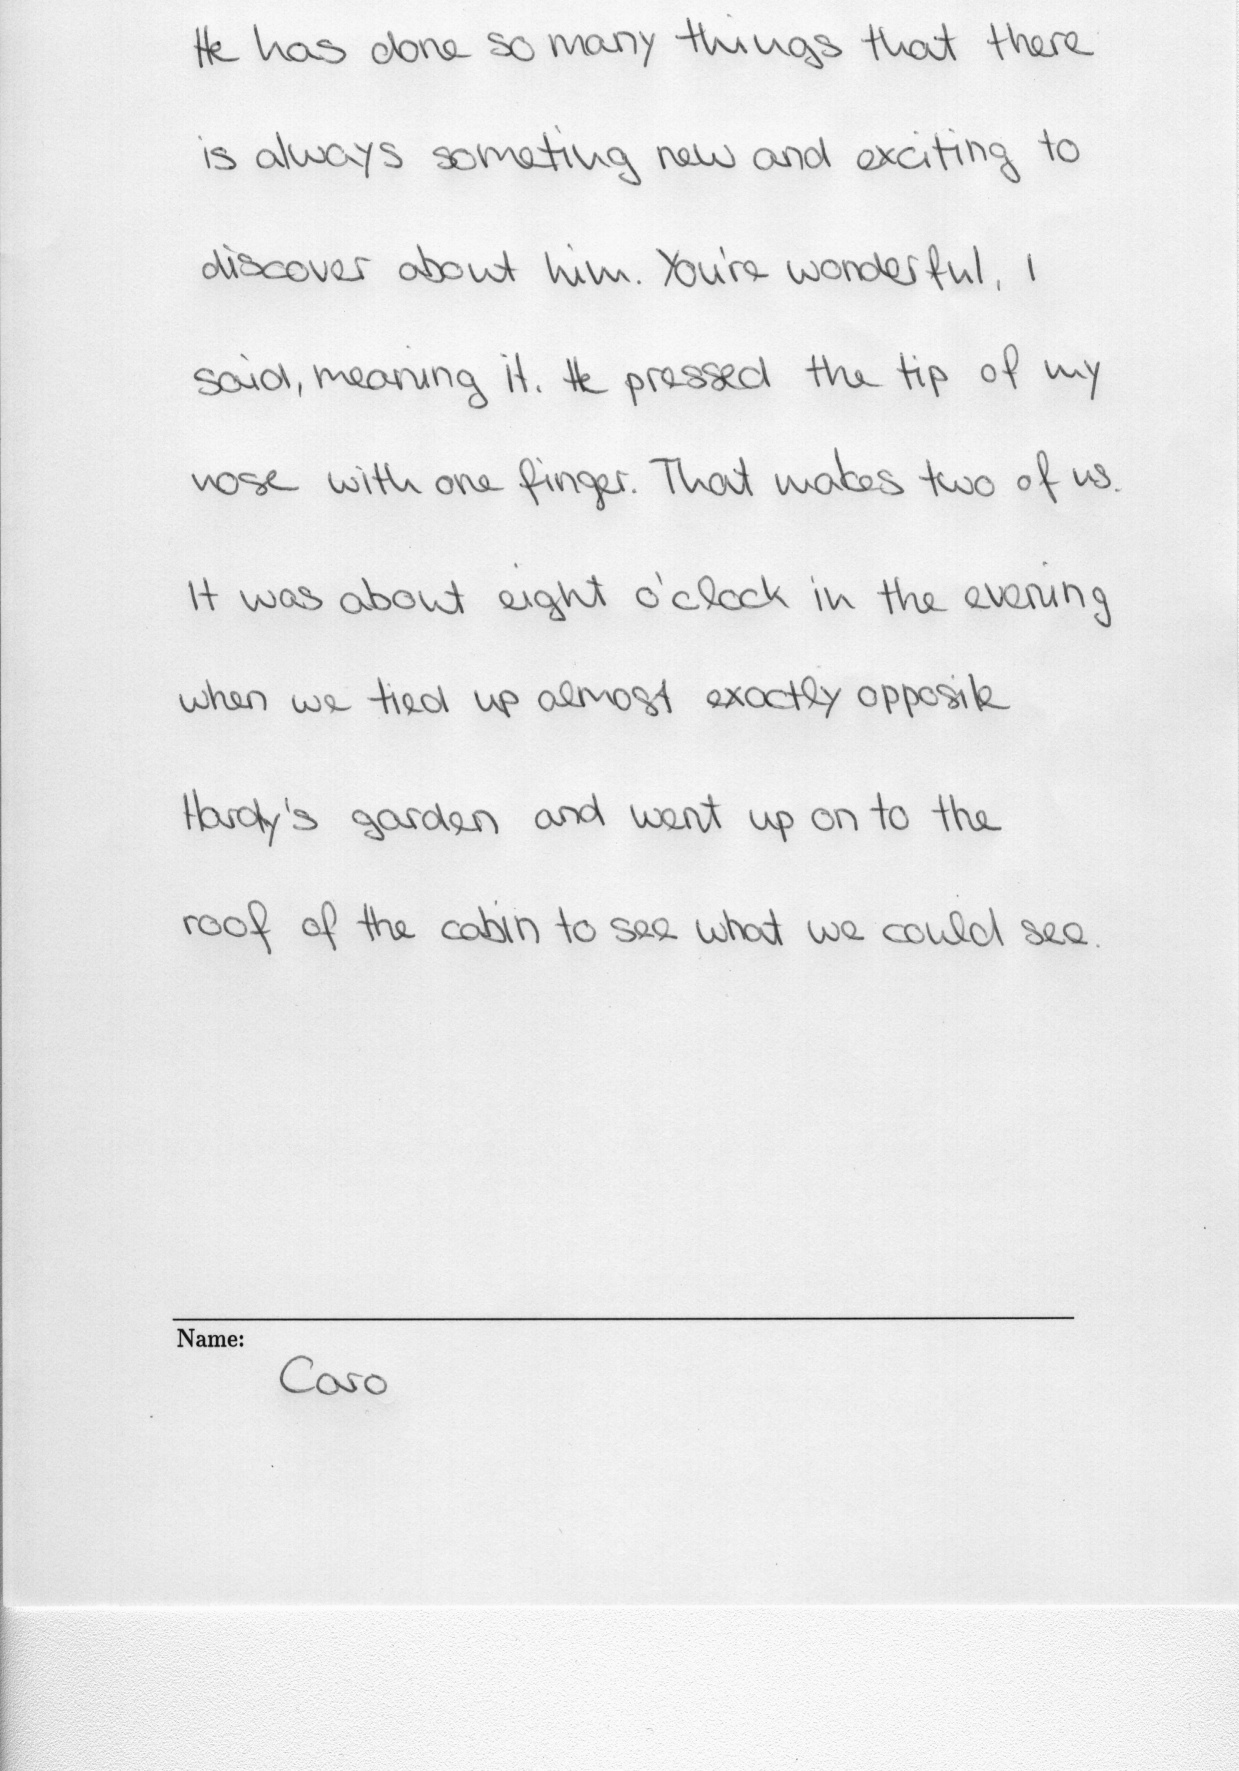 He has done so many things that there
is always someting new and exciting to
discover about him. You're wonderful, I
said, meaning it. He pressed the tip of my
nose with one finger. That makes two of us.
It was about eight o'clock in the evening
when we tied up almost exactly opposite
Hardy's garden and went up on to the
roof of the cabin to see what we could see.
Name:
Caro